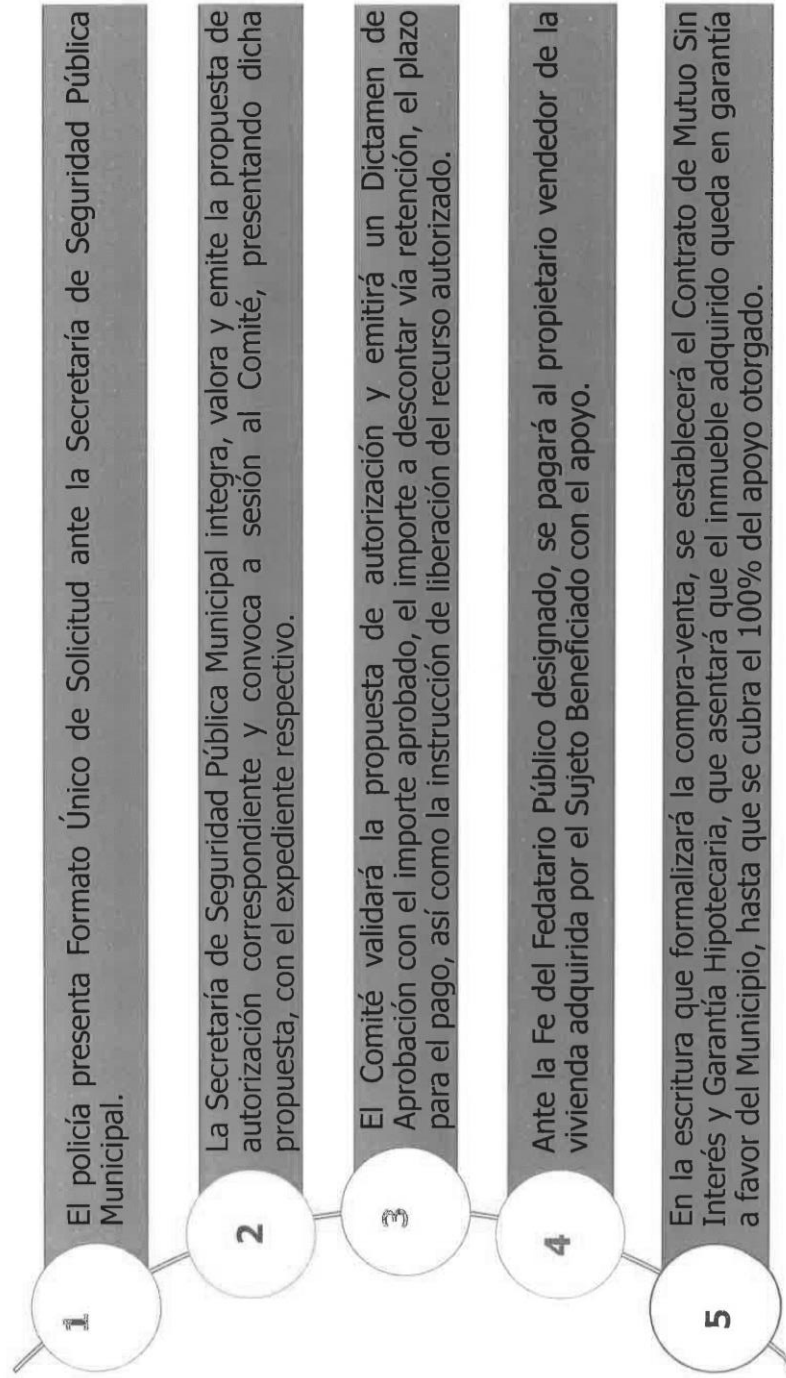 1
El policía presenta Formato Único de Solicitud ante la Secretaría de Seguridad Pública
Municipal.
2
La Secretaría de Seguridad Pública Municipal integra, valora y emite la propuesta de
autorización correspondiente y convoca a sesión al Comité, presentando dicha
propuesta, con el expediente respectivo.
3
El Comité validará la propuesta de autorización y emitirá un Dictamen de
Aprobación con el importe aprobado, el importe a descontar vía retención, el plazo
para el pago, así como la instrucción de liberación del recurso autorizado.
4
Ante la Fe del Fedatario Público designado, se pagará al propietario vendedor de la
vivienda adquirida por el Sujeto Beneficiado con el apoyo.
5
En la escritura que formalizará la compra-venta, se establecerá el Contrato de Mutuo Sin
Interés y Garantía Hipotecaria, que asentará que el inmueble adquirido queda en garantía
a favor del Municipio, hasta que se cubra el 100% del apoyo otorgado.